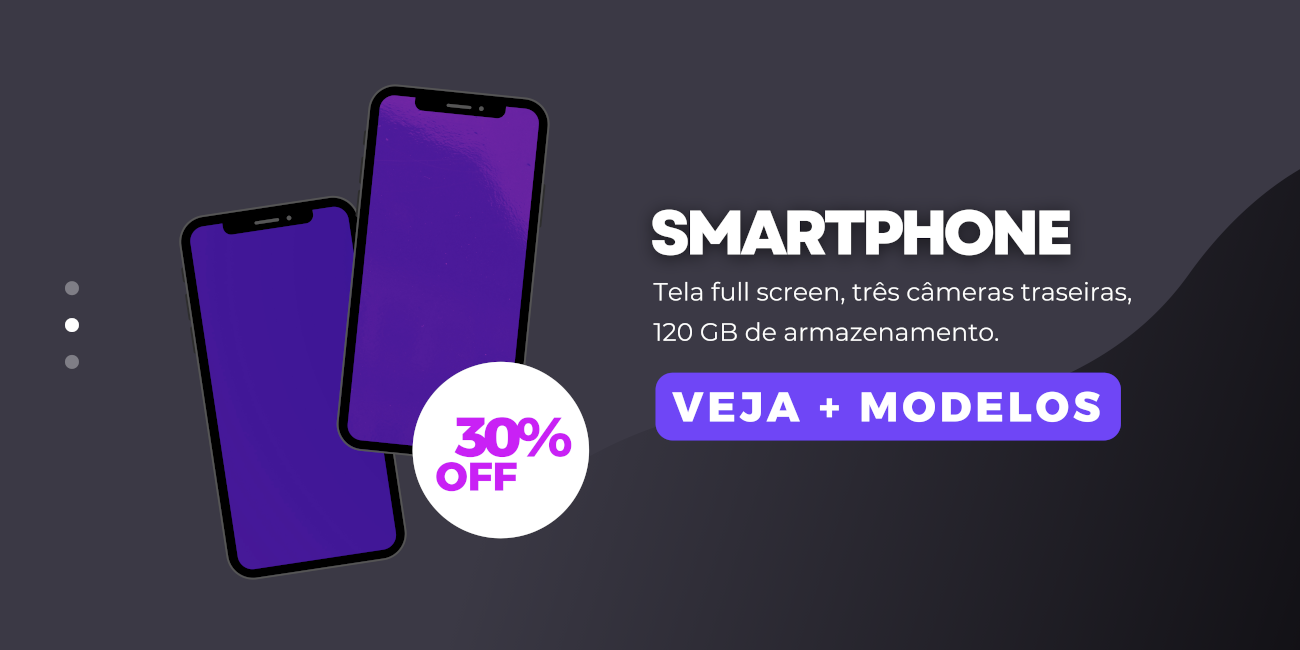 SMARTPHONE
Tela full screen, três câmeras traseiras,
120 GB de armazenamento.
VEJA + MODELOS
30%
OFF